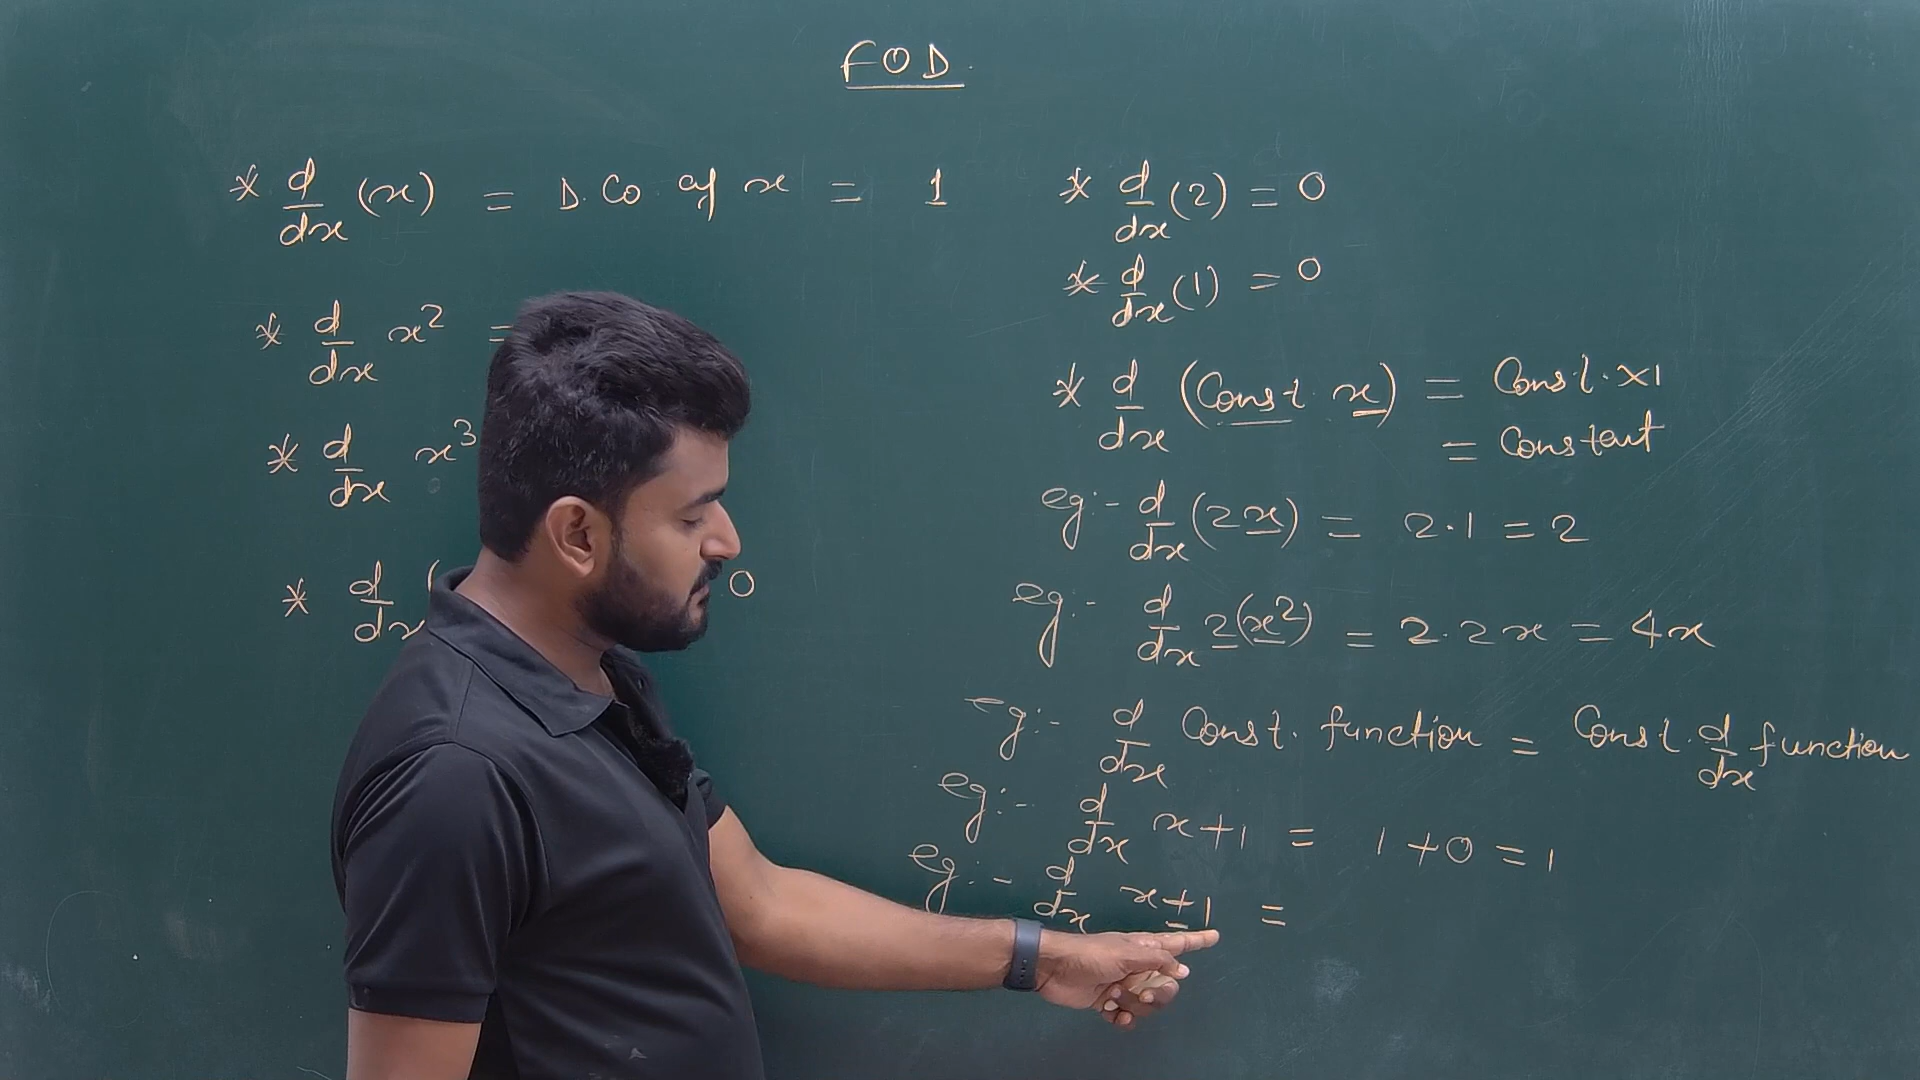 FOD
* d/dx (x) = D.Co of x = 1
* d/dx x² =
* d/dx x³
* d/dx ( 0
* d/dx (2) = 0
* d/dx (1) = 0
* d/dx (Const. x) = Const. x1
= Constant
eg:- d/dx (2x) = 2.1 = 2
eg:- d/dx 2(x²) = 2.2x = 4x
eg:- d/dx Const. function = Const. d/dx function
eg:- d/dx x+1 = 1+0 = 1
eg:- d/dx x+1 =